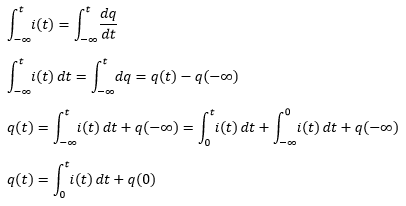 ∫_{-∞}^{t} i(t) = ∫_{-∞}^{t} dq/dt
∫_{-∞}^{t} i(t) dt = ∫_{-∞}^{t} dq = q(t) − q(−∞)
q(t) = ∫_{-∞}^{t} i(t) dt + q(−∞) = ∫_{0}^{t} i(t) dt + ∫_{-∞}^{0} i(t) dt + q(−∞)
q(t) = ∫_{0}^{t} i(t) dt + q(0)